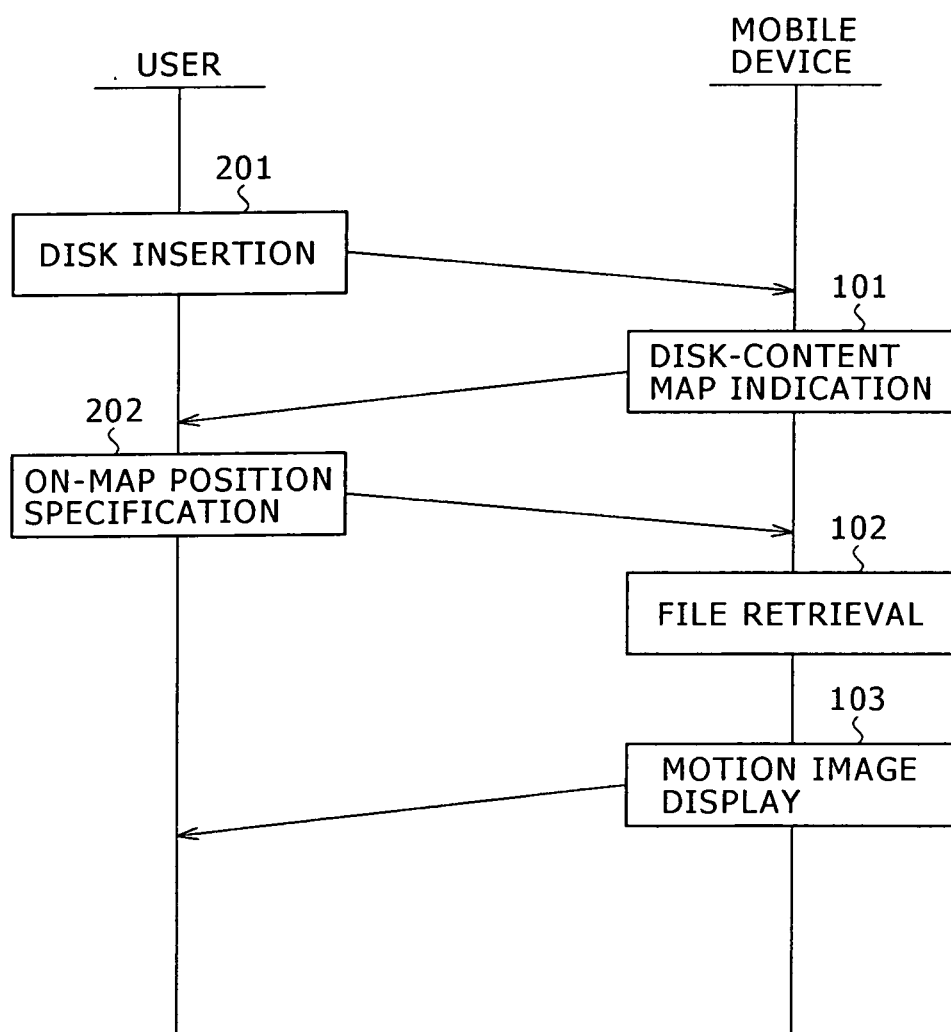 USER
MOBILE
DEVICE
201
DISK INSERTION
101
DISK-CONTENT
MAP INDICATION
202
ON-MAP POSITION
SPECIFICATION
102
FILE RETRIEVAL
103
MOTION IMAGE
DISPLAY